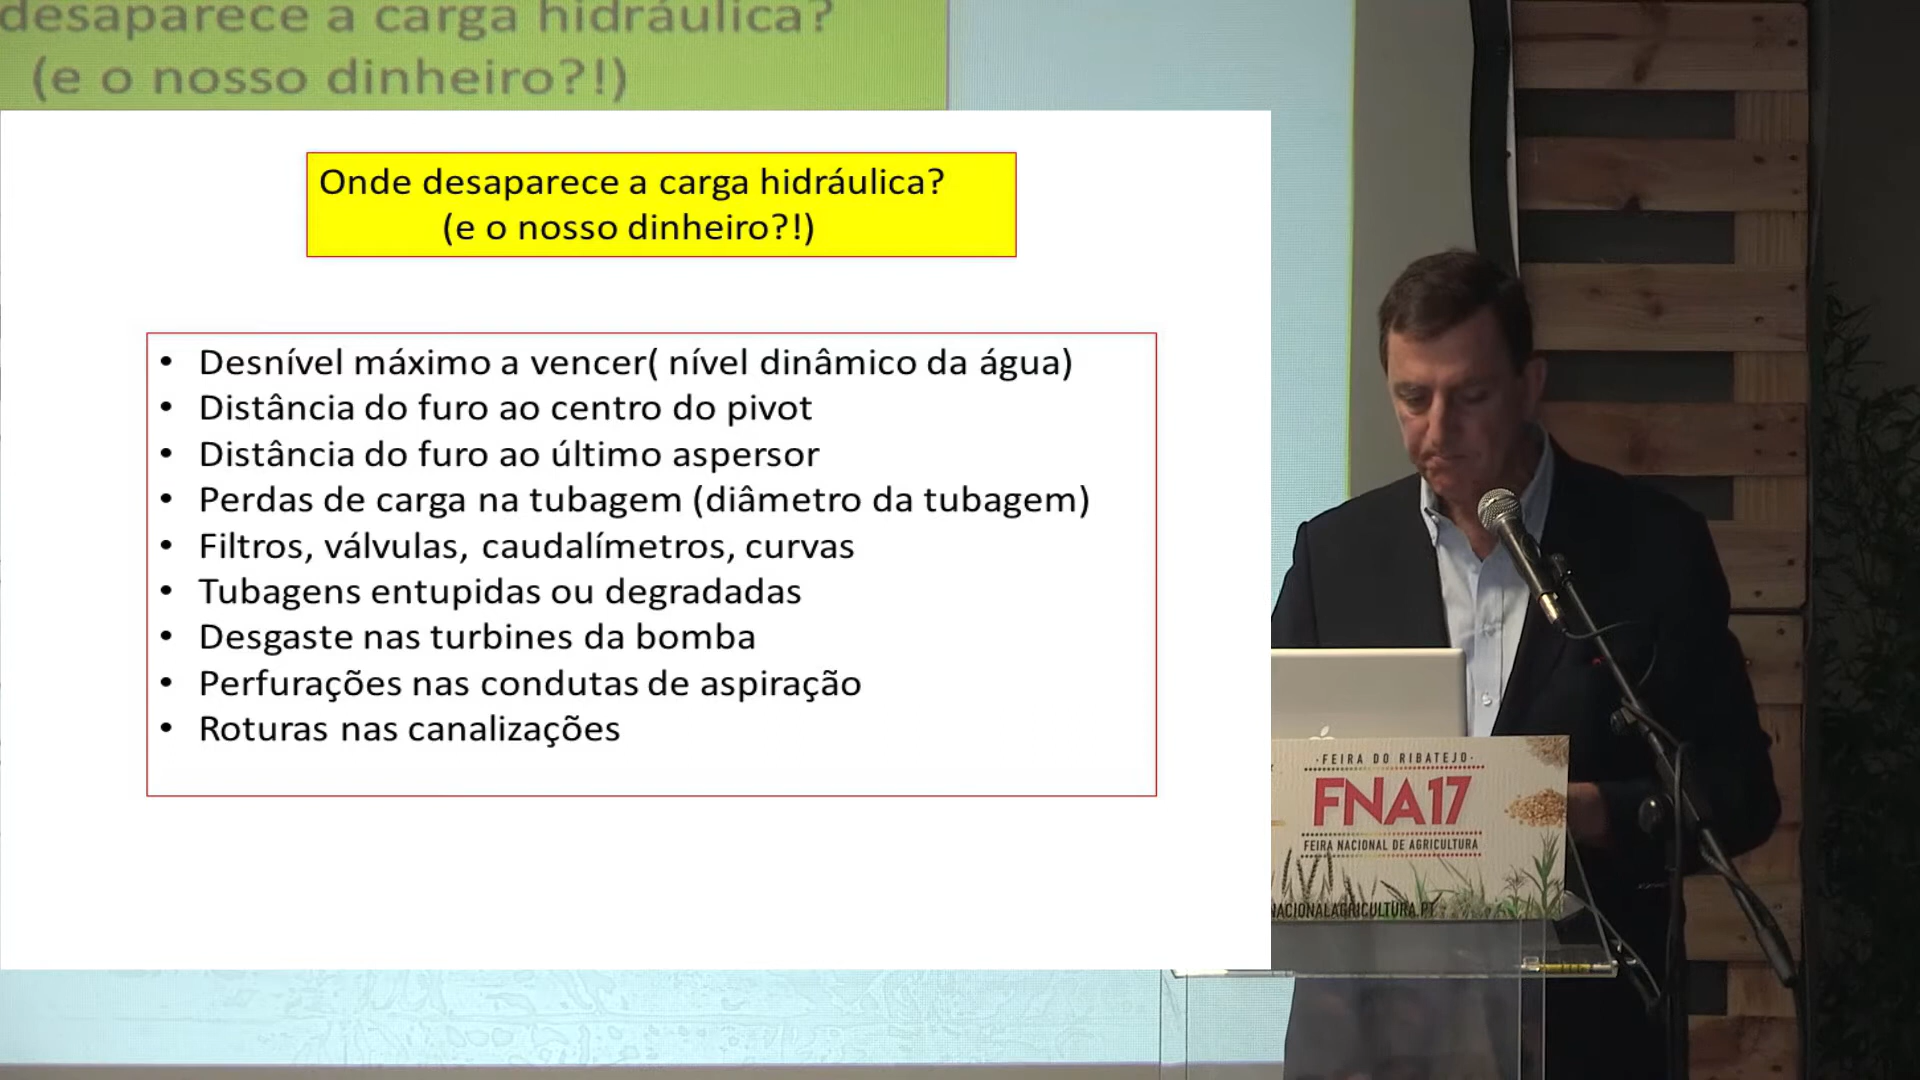 desaparece a carga hidráulica?
(e o nosso dinheiro?!)
Onde desaparece a carga hidráulica?
(e o nosso dinheiro?!)
• Desnível máximo a vencer( nível dinâmico da água)
• Distância do furo ao centro do pivot
• Distância do furo ao último aspersor
• Perdas de carga na tubagem (diâmetro da tubagem)
• Filtros, válvulas, caudalímetros, curvas
• Tubagens entupidas ou degradadas
• Desgaste nas turbines da bomba
• Perfurações nas condutas de aspiração
• Roturas nas canalizações
·FEIRA DO RIBATEJO·
FNA17
FEIRA NACIONAL DE AGRICULTURA
NACIONALAGRICULTURA.PT